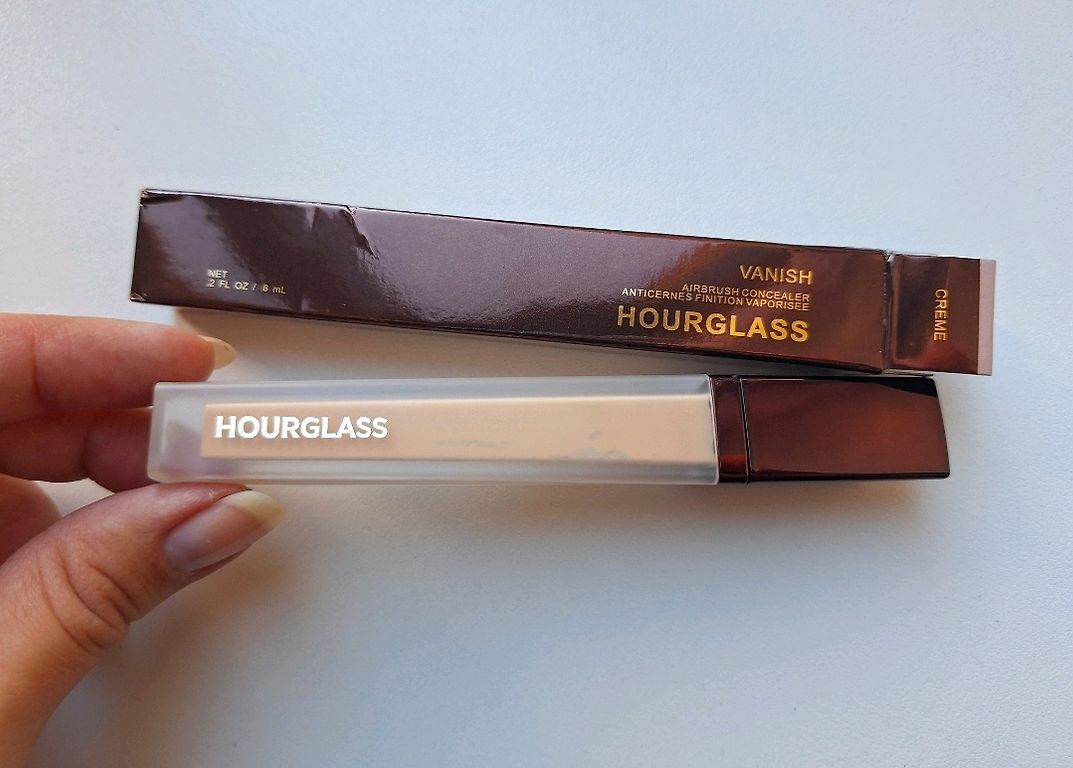 NET
.2 FL OZ / 6 mL
VANISH
AIRBRUSH CONCEALER
ANTICERNES FINITION VAPORISEE
HOURGLASS
CREME
HOURGLASS